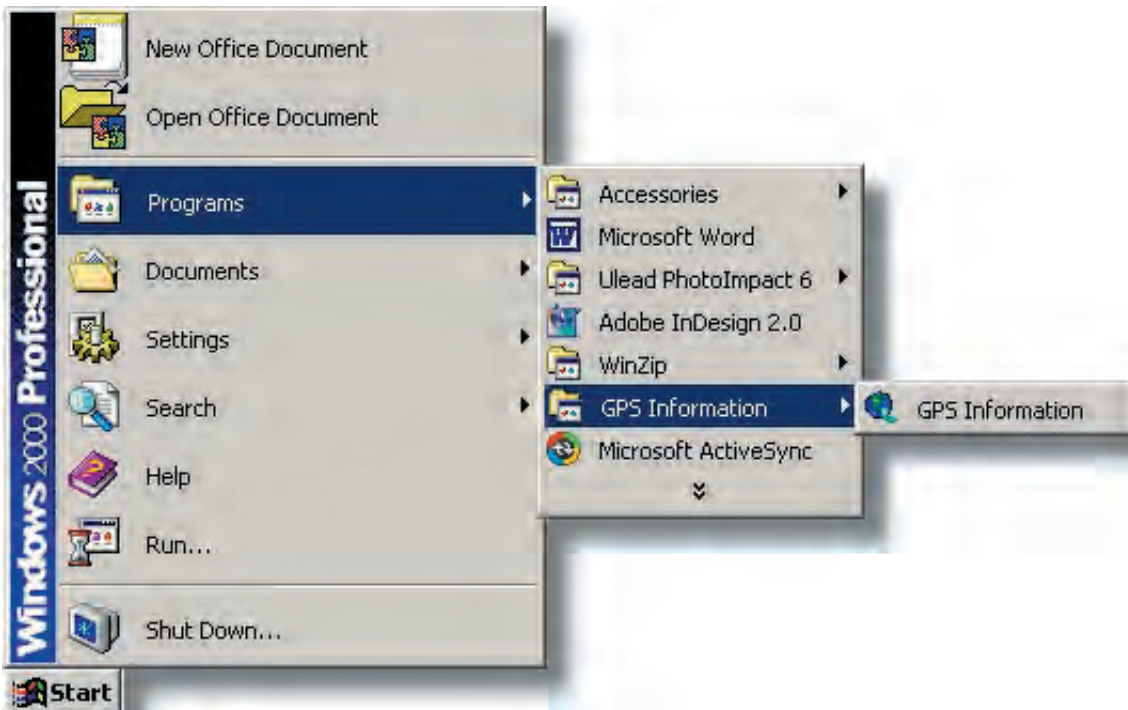 New Office Document
Open Office Document
Programs
Documents
Settings
Search
Help
Run...
Shut Down...
Windows 2000 Professional
Start
Accessories
Microsoft Word
Ulead PhotoImpact 6
Adobe InDesign 2.0
WinZip
GPS Information
Microsoft ActiveSync
GPS Information